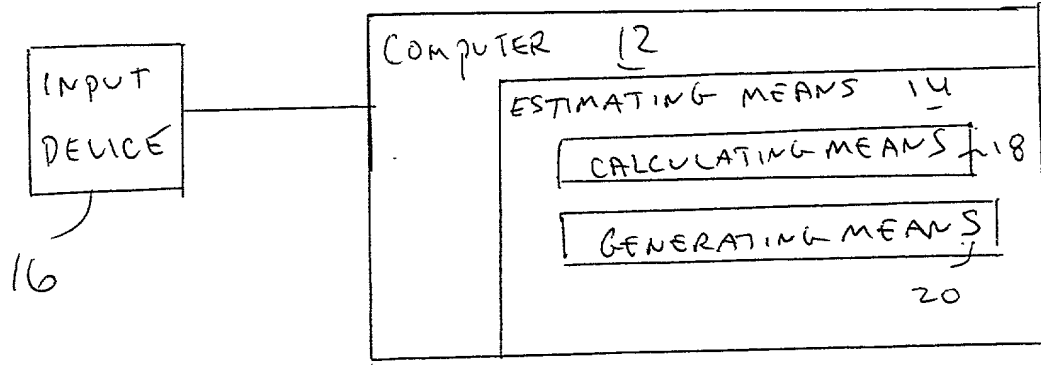 INPUT
DEVICE
16
COMPUTER 12
ESTIMATING MEANS 14
CALCULATING MEANS 18
GENERATING MEANS
20